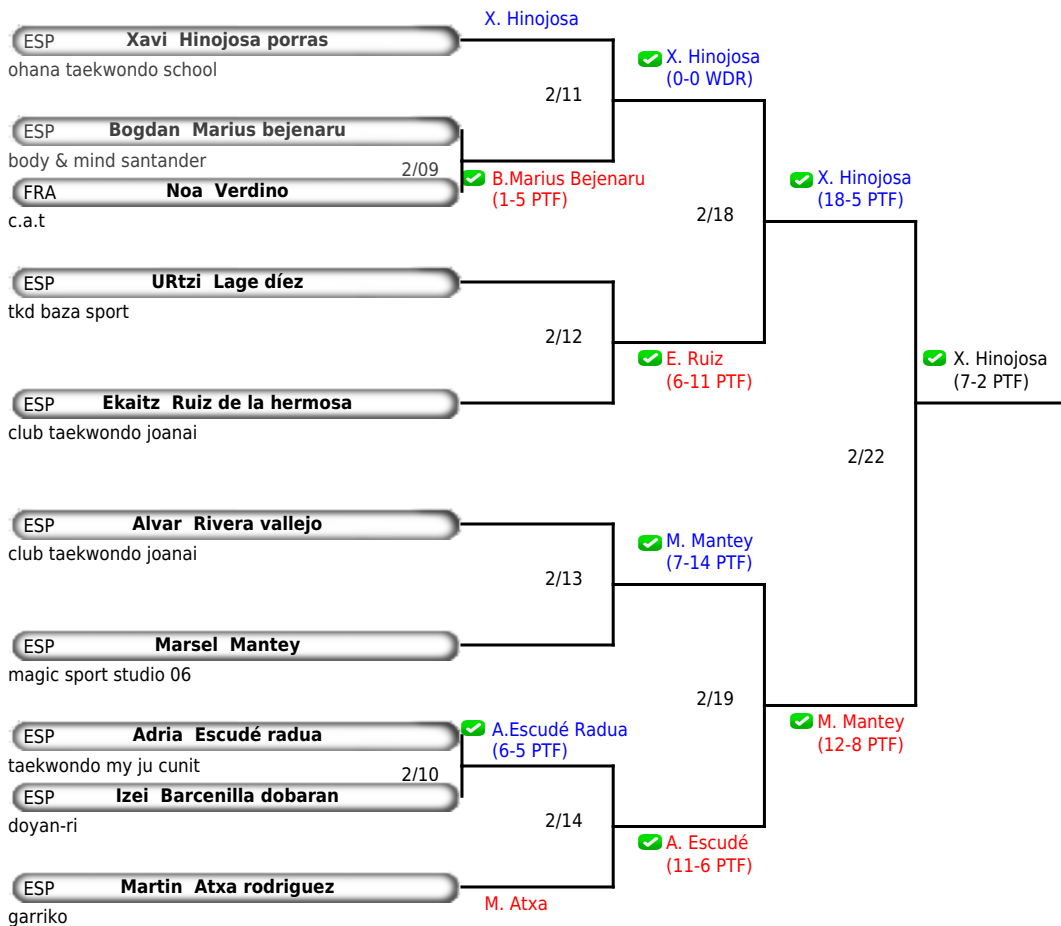 X. Hinojosa
ESP Xavi Hinojosa porras
ohana taekwondo school
X. Hinojosa
(0-0 WDR)
2/11
ESP Bogdan Marius bejenaru
body & mind santander
2/09
B.Marius Bejenaru
(1-5 PTF)
FRA Noa Verdino
c.a.t
X. Hinojosa
(18-5 PTF)
2/18
ESP URtzi Lage díez
tkd baza sport
2/12
E. Ruiz
(6-11 PTF)
X. Hinojosa
(7-2 PTF)
ESP Ekaitz Ruiz de la hermosa
club taekwondo joanai
2/22
ESP Alvar Rivera vallejo
club taekwondo joanai
M. Mantey
(7-14 PTF)
2/13
ESP Marsel Mantey
magic sport studio 06
2/19
M. Mantey
(12-8 PTF)
ESP Adria Escudé radua
taekwondo my ju cunit
A.Escudé Radua
(6-5 PTF)
2/10
ESP Izei Barcenilla dobaran
doyan-ri
2/14
A. Escudé
(11-6 PTF)
ESP Martin Atxa rodriguez
garriko
M. Atxa